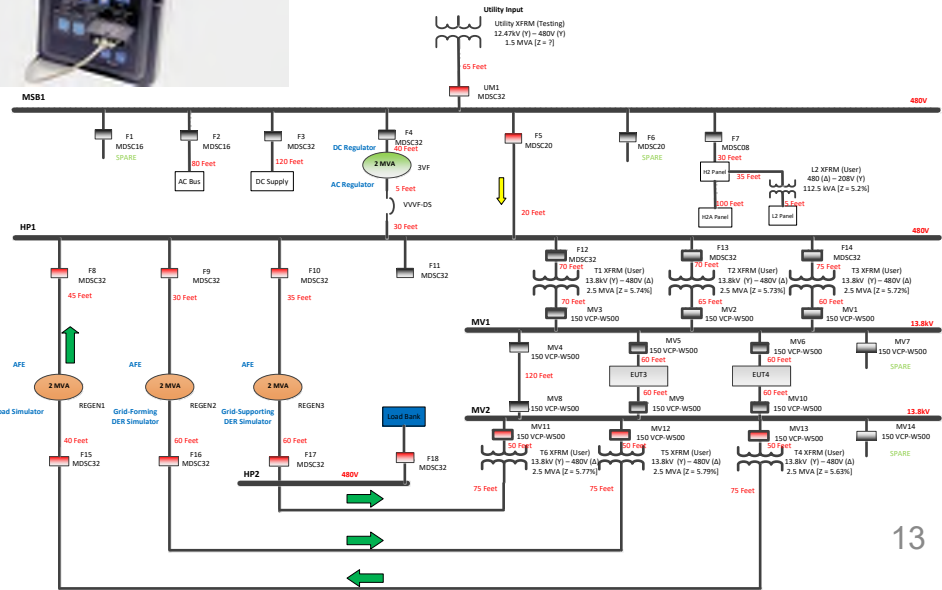 Utility Input
Utility XFRM (Testing)
12.47kV (Y) – 480V (Y)
1.5 MVA [Z = ?]
65 Feet
UM1
MDSC32
MSB1
480V
F1
MDSC16
SPARE
F2
MDSC16
80 Feet
AC Bus
F3
MDSC32
120 Feet
DC Supply
F4
MDSC32
40 Feet
DC Regulator
2 MVA
3VF
AC Regulator
5 Feet
VVVF-DS
30 Feet
F5
MDSC20
20 Feet
F6
MDSC20
SPARE
F7
MDSC08
30 Feet
H2 Panel
35 Feet
100 Feet
H2A Panel
L2 XFRM (User)
480 (Δ) – 208V (Y)
112.5 kVA [Z = 5.2%]
5 Feet
L2 Panel
HP1
480V
F8
MDSC32
45 Feet
F9
MDSC32
30 Feet
F10
MDSC32
35 Feet
F11
MDSC32
F12
MDSC32
70 Feet
T1 XFRM (User)
13.8kV (Y) – 480V (Δ)
2.5 MVA [Z = 5.74%]
70 Feet
MV3
150 VCP-W500
F13
MDSC32
70 Feet
T2 XFRM (User)
13.8kV (Y) – 480V (Δ)
2.5 MVA [Z = 5.73%]
65 Feet
MV2
150 VCP-W500
F14
MDSC32
75 Feet
T3 XFRM (User)
13.8kV (Y) – 480V (Δ)
2.5 MVA [Z = 5.72%]
60 Feet
MV1
150 VCP-W500
MV1
13.8kV
MV4
150 VCP-W500
120 Feet
MV8
150 VCP-W500
MV5
150 VCP-W500
60 Feet
EUT3
60 Feet
MV9
150 VCP-W500
MV6
150 VCP-W500
60 Feet
EUT4
60 Feet
MV10
150 VCP-W500
MV7
150 VCP-W500
SPARE
AFE
2 MVA
REGEN1
oad Simulator
40 Feet
F15
MDSC32
AFE
2 MVA
REGEN2
Grid-Forming
DER Simulator
60 Feet
F16
MDSC32
AFE
2 MVA
REGEN3
Grid-Supporting
DER Simulator
60 Feet
F17
MDSC32
Load Bank
F18
MDSC32
HP2
480V
MV2
13.8kV
MV11
150 VCP-W500
50 Feet
T6 XFRM (User)
13.8kV (Y) – 480V (Δ)
2.5 MVA [Z = 5.77%]
75 Feet
MV12
150 VCP-W500
50 Feet
T5 XFRM (User)
13.8kV (Y) – 480V (Δ)
2.5 MVA [Z = 5.79%]
75 Feet
MV13
150 VCP-W500
50 Feet
T4 XFRM (User)
13.8kV (Y) – 480V (Δ)
2.5 MVA [Z = 5.63%]
75 Feet
MV14
150 VCP-W500
SPARE
13